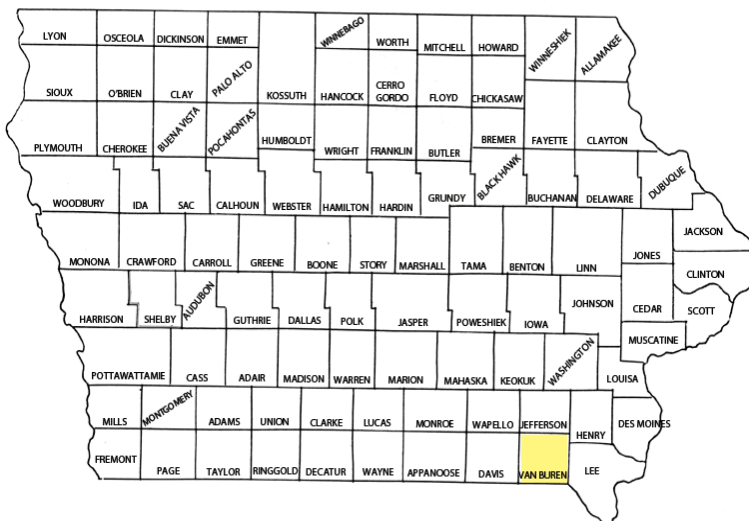 LYON
OSCEOLA
DICKINSON
EMMET
WINNEBAGO
WORTH
MITCHELL
HOWARD
WINNESHIEK
ALLAMAKEE
SIOUX
O'BRIEN
CLAY
PALO ALTO
KOSSUTH
HANCOCK
CERRO
GORDO
FLOYD
CHICKASAW
PLYMOUTH
CHEROKEE
BUENA VISTA
POCAHONTAS
HUMBOLDT
WRIGHT
FRANKLIN
BUTLER
BREMER
FAYETTE
CLAYTON
WOODBURY
IDA
SAC
CALHOUN
WEBSTER
HAMILTON
HARDIN
GRUNDY
BLACK HAWK
BUCHANAN
DELAWARE
DUBUQUE
MONONA
CRAWFORD
CARROLL
GREENE
BOONE
STORY
MARSHALL
TAMA
BENTON
LINN
JONES
JACKSON
CLINTON
HARRISON
SHELBY
AUDUBON
GUTHRIE
DALLAS
POLK
JASPER
POWESHIEK
IOWA
JOHNSON
CEDAR
SCOTT
MUSCATINE
POTTAWATTAMIE
CASS
ADAIR
MADISON
WARREN
MARION
MAHASKA
KEOKUK
WASHINGTON
LOUISA
MILLS
MONTGOMERY
ADAMS
UNION
CLARKE
LUCAS
MONROE
WAPELLO
JEFFERSON
HENRY
DES MOINES
FREMONT
PAGE
TAYLOR
RINGGOLD
DECATUR
WAYNE
APPANOOSE
DAVIS
VAN BUREN
LEE